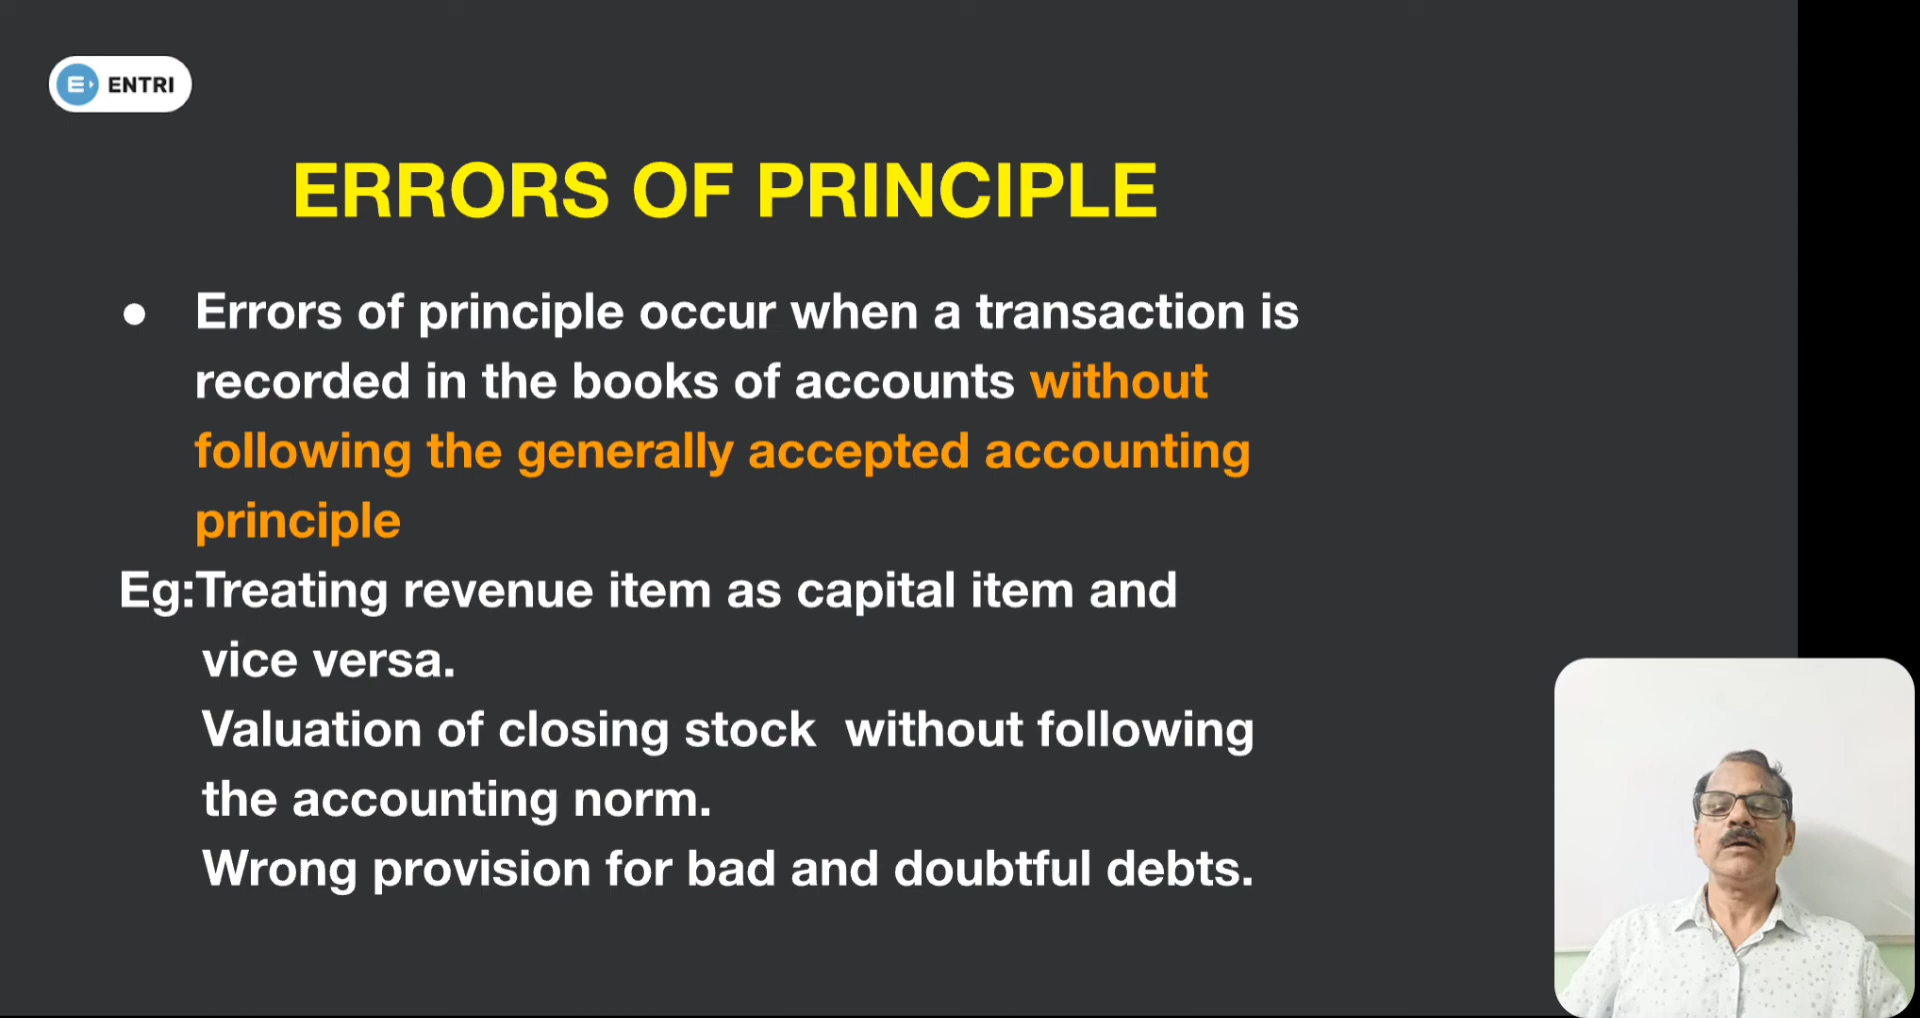 ENTRI
ERRORS OF PRINCIPLE
● Errors of principle occur when a transaction is
recorded in the books of accounts without
following the generally accepted accounting
principle
Eg:Treating revenue item as capital item and
vice versa.
Valuation of closing stock  without following
the accounting norm.
Wrong provision for bad and doubtful debts.